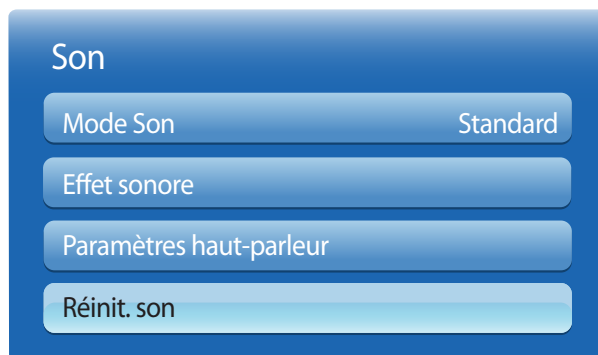 Son
Mode Son Standard
Effet sonore
Paramètres haut-parleur
Réinit. son